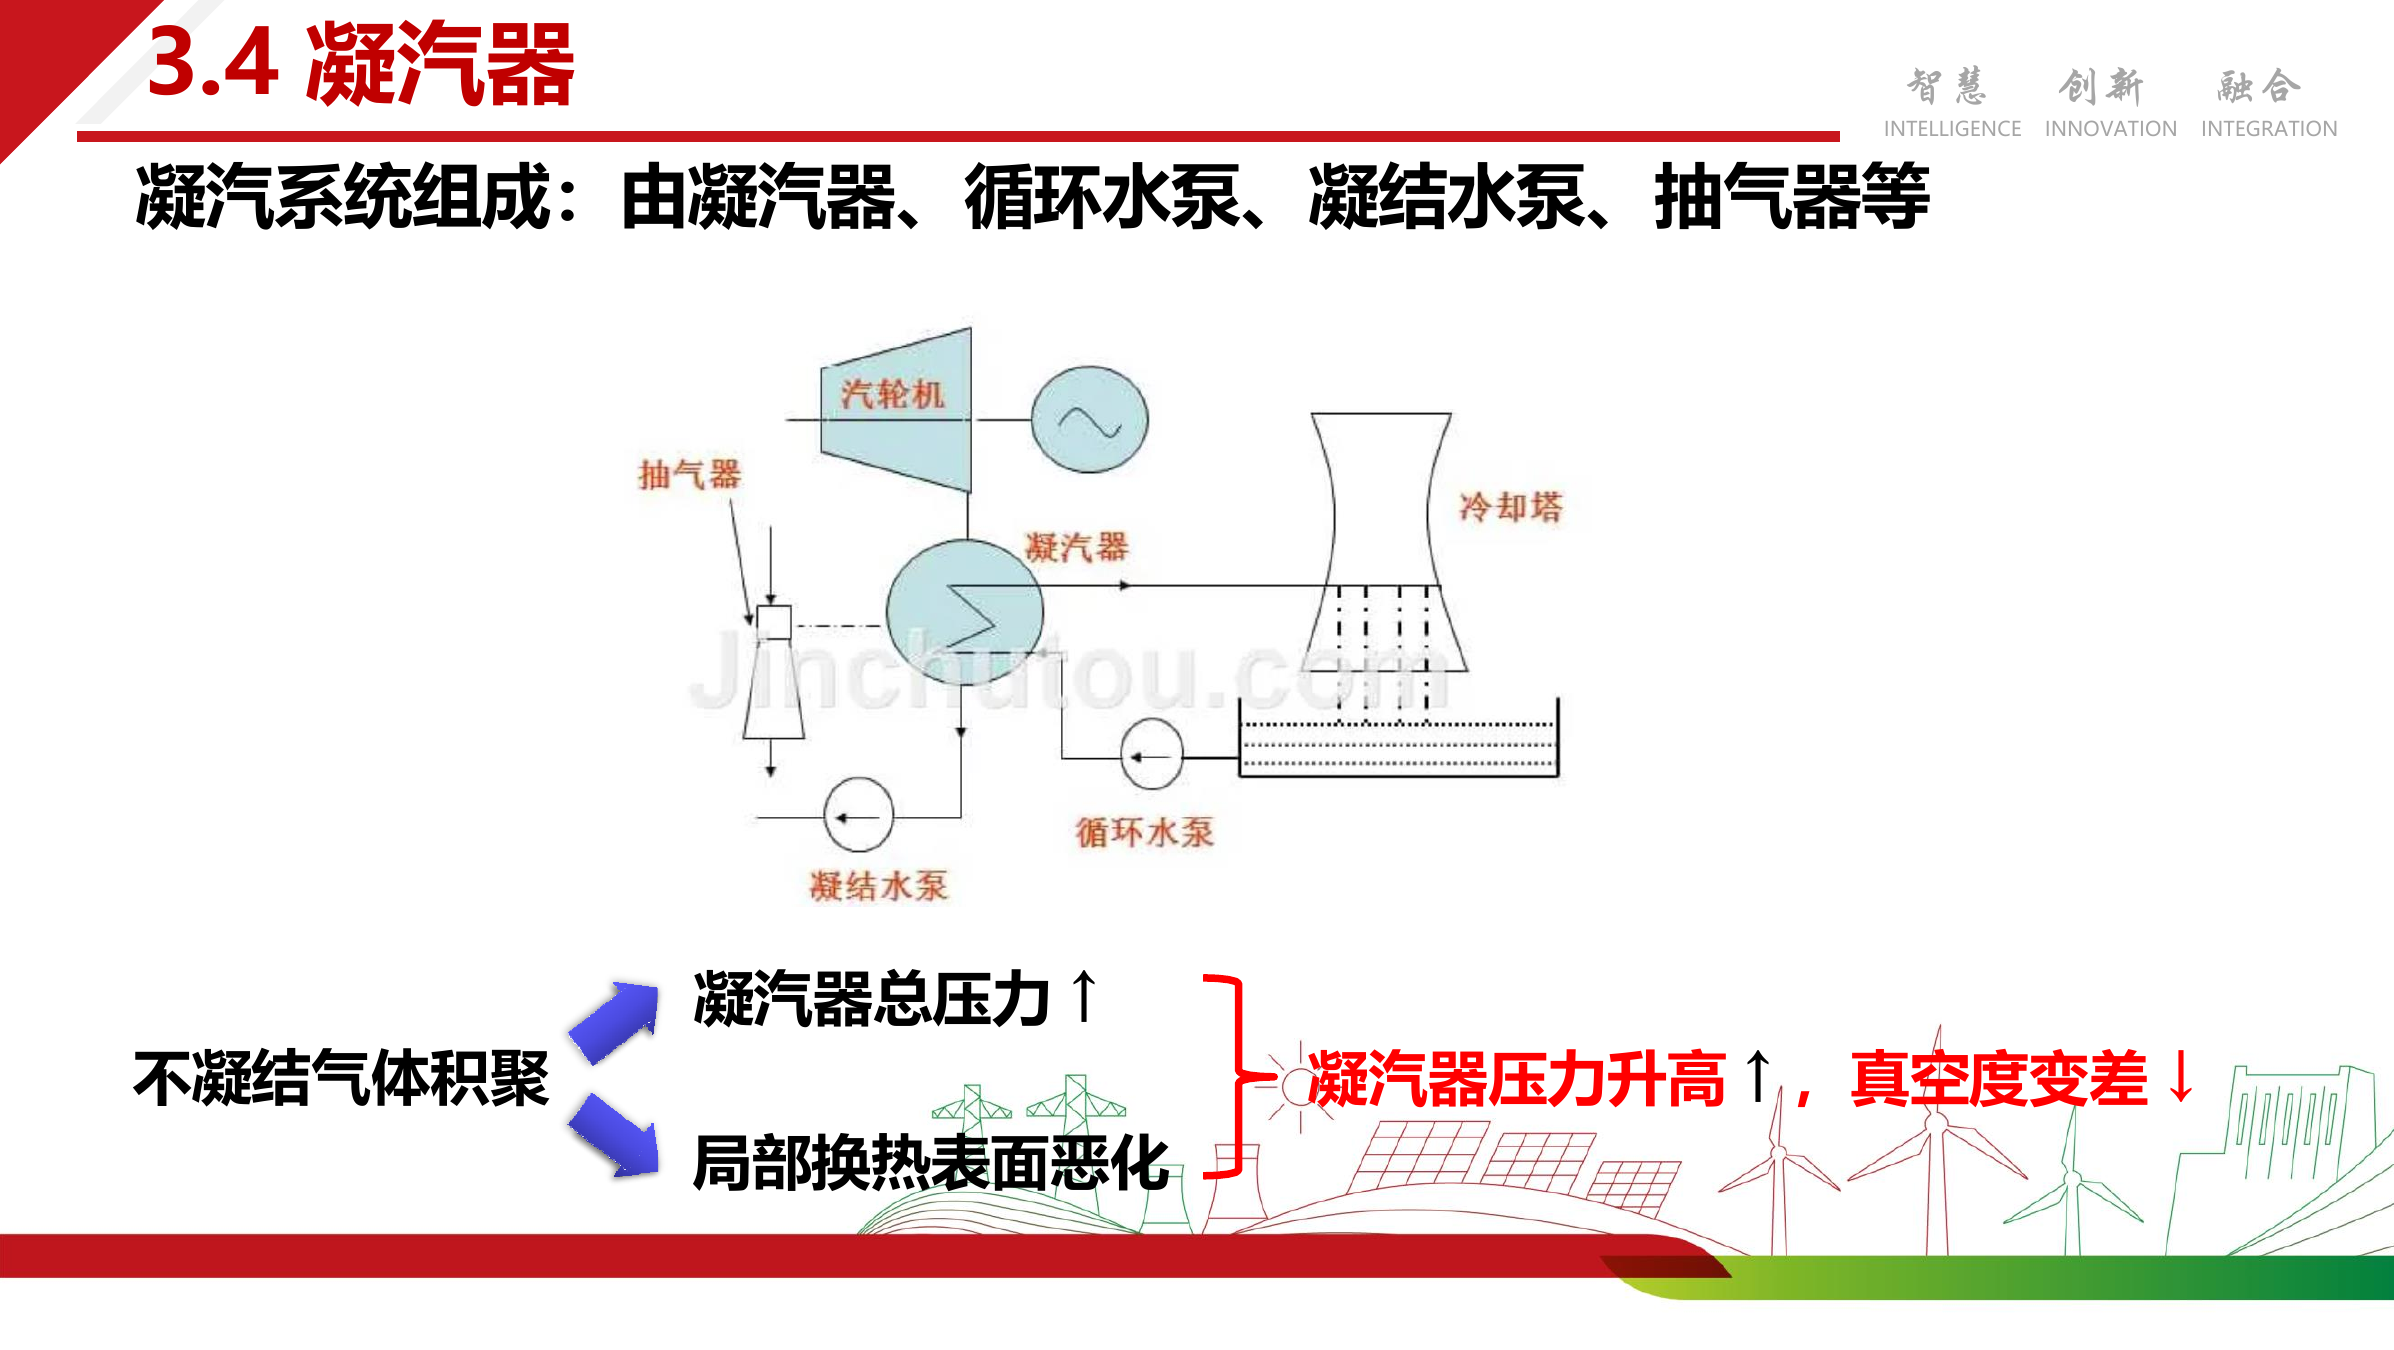 3.4 凝汽器
智慧 创新 融合
INTELLIGENCE INNOVATION INTEGRATION
凝汽系统组成：由凝汽器、循环水泵、凝结水泵、抽气器等
汽轮机
抽气器
冷却塔
凝汽器
Jinchutou.com
循环水泵
凝结水泵
凝汽器总压力↑
不凝结气体积聚
凝汽器压力升高↑，真空度变差↓
局部换热表面恶化